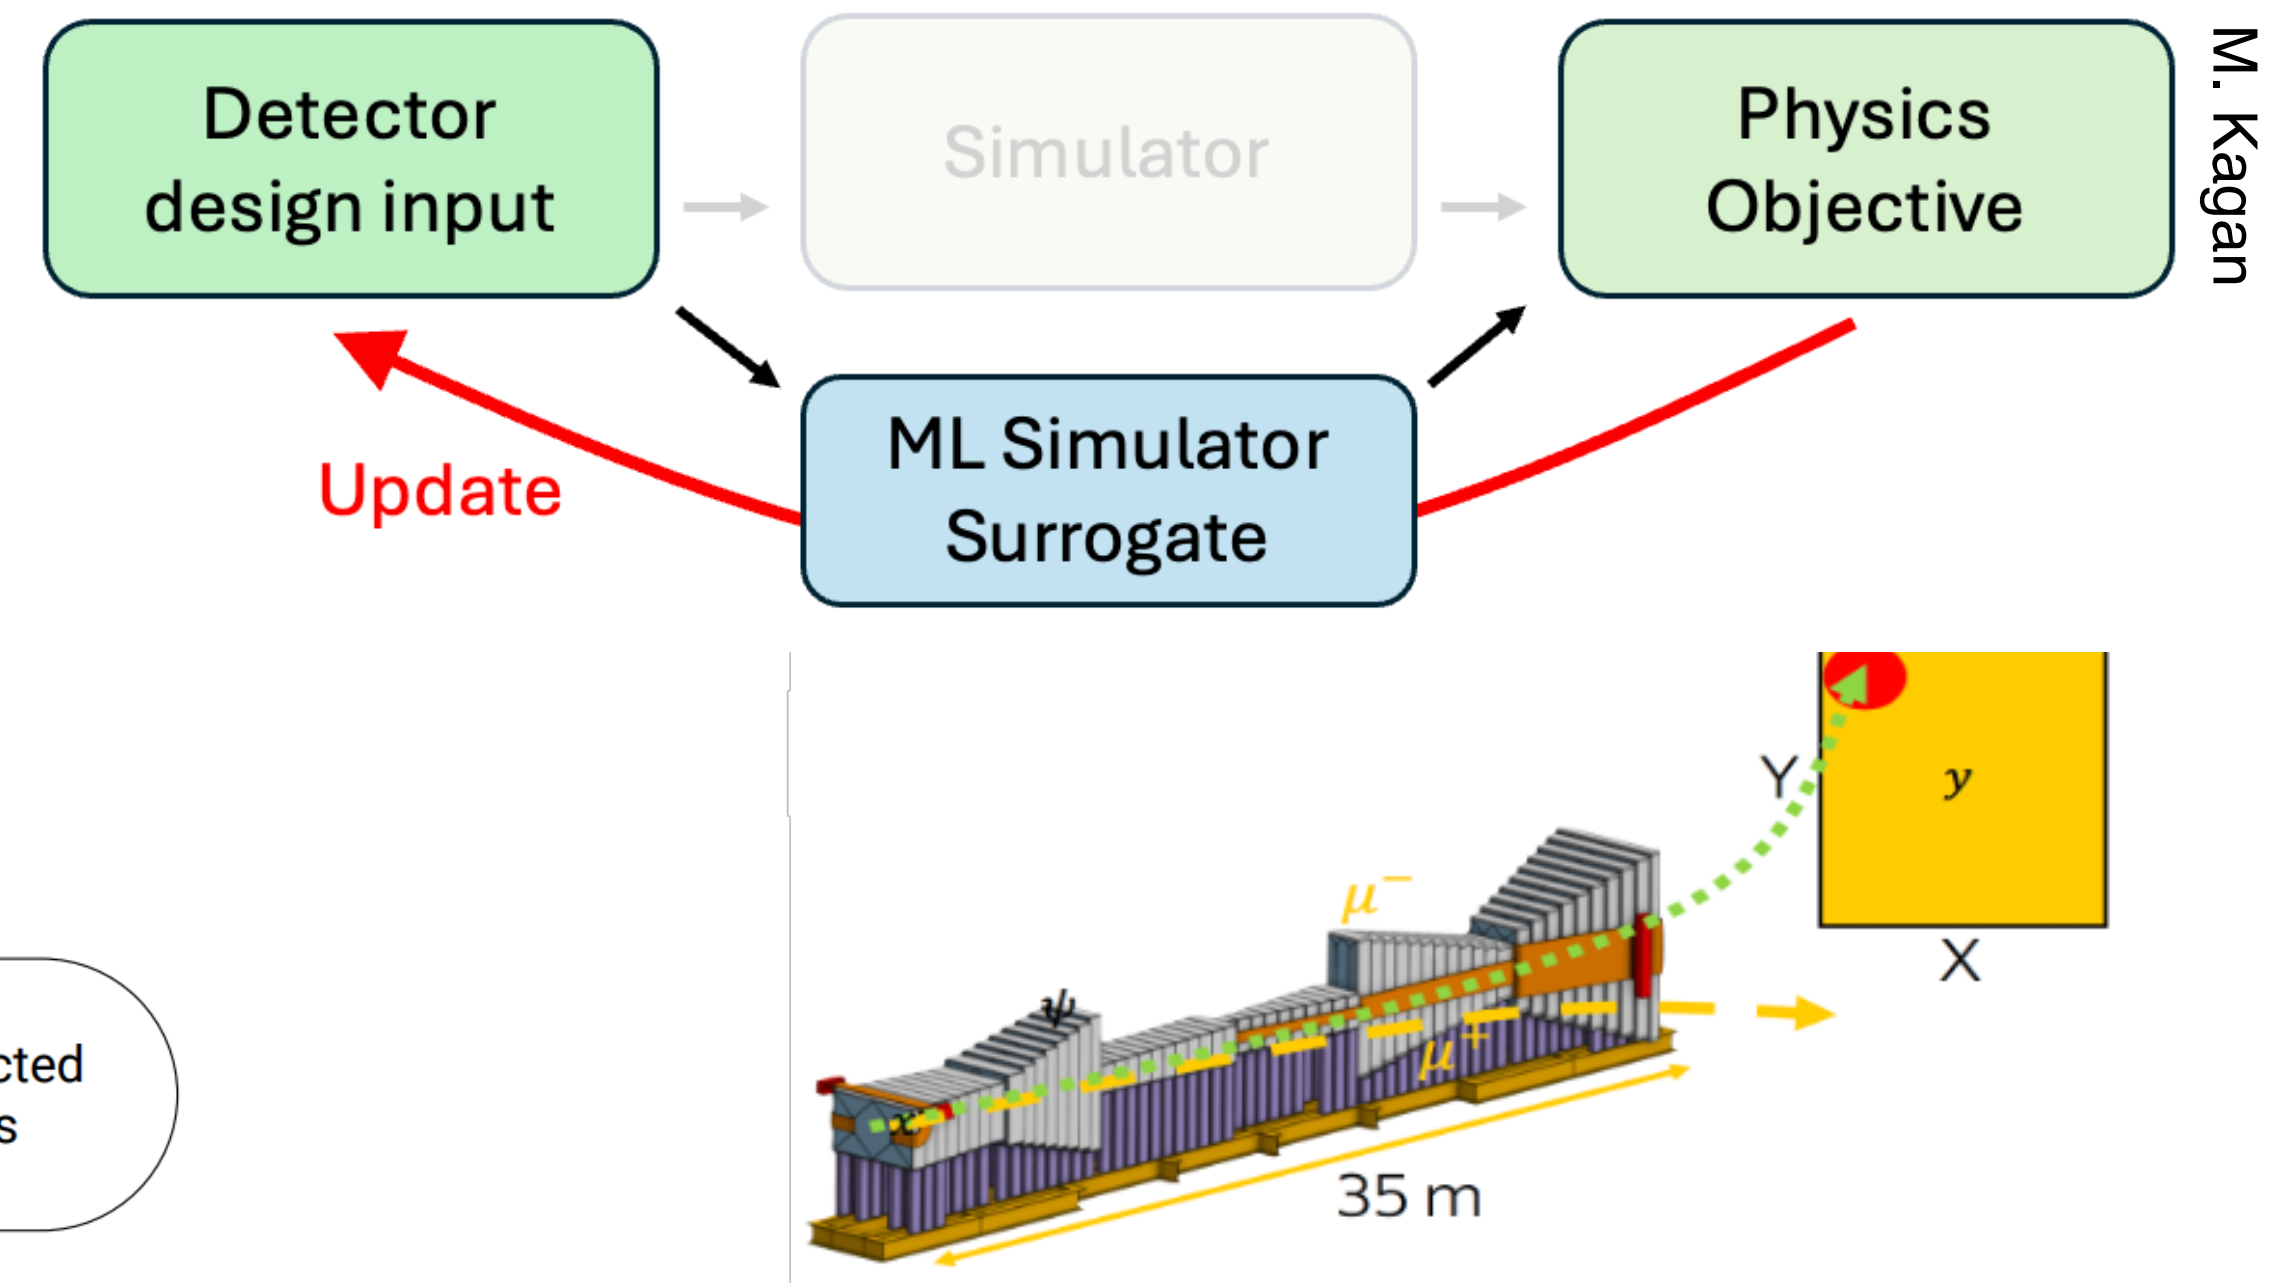 Detector
design input
Simulator
Physics
Objective
M. Kagan
Update
ML Simulator
Surrogate
Y
y
X
μ⁻
ψ
μ⁺
x
35 m
cted
s